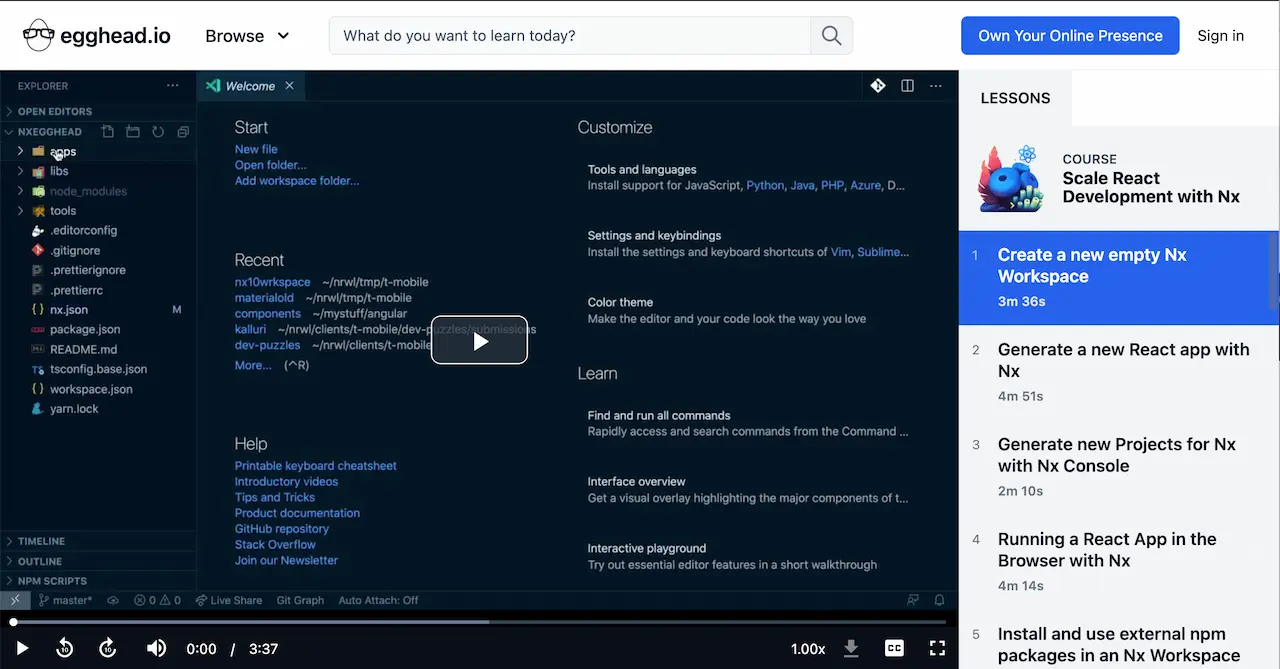 egghead.io
Browse
What do you want to learn today?
Own Your Online Presence
Sign in
EXPLORER
OPEN EDITORS
NXEGGHEAD
apps
libs
node_modules
tools
.editorconfig
.gitignore
.prettierignore
.prettierrc
nx.json M
package.json
README.md
tsconfig.base.json
workspace.json
yarn.lock
TIMELINE
OUTLINE
NPM SCRIPTS
Welcome
Start
New file
Open folder...
Add workspace folder...
Recent
nx10wrkspace ~/nrwl/tmp/t-mobile
materialold ~/nrwl/tmp/t-mobile
components ~/mystuff/angular
kalluri ~/nrwl/clients/t-mobile/dev-puzzles/submissions
dev-puzzles ~/nrwl/clients/t-mobile
More... (^R)
Help
Printable keyboard cheatsheet
Introductory videos
Tips and Tricks
Product documentation
GitHub repository
Stack Overflow
Join our Newsletter
Customize
Tools and languages
Install support for JavaScript, Python, Java, PHP, Azure, D...
Settings and keybindings
Install the settings and keyboard shortcuts of Vim, Sublime...
Color theme
Make the editor and your code look the way you love
Learn
Find and run all commands
Rapidly access and search commands from the Command ...
Interface overview
Get a visual overlay highlighting the major components of t...
Interactive playground
Try out essential editor features in a short walkthrough
master* 0 0 Live Share Git Graph Auto Attach: Off
10 10 0:00 / 3:37 1.00x CC
LESSONS
COURSE
Scale React
Development with Nx
1 Create a new empty Nx
Workspace
3m 36s
2 Generate a new React app with
Nx
4m 51s
3 Generate new Projects for Nx
with Nx Console
2m 10s
4 Running a React App in the
Browser with Nx
4m 14s
5 Install and use external npm
packages in an Nx Workspace